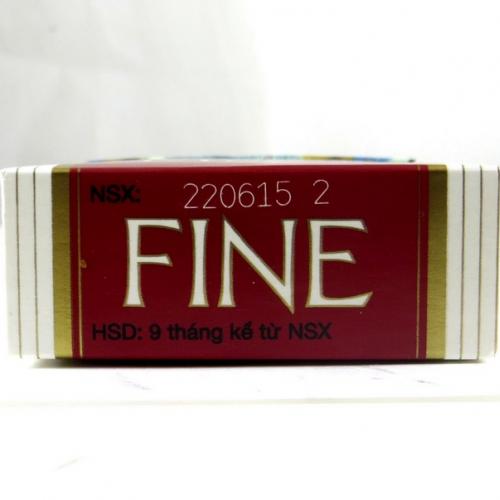 NSX: 220615 2
FINE
HSD: 9 tháng kể từ NSX